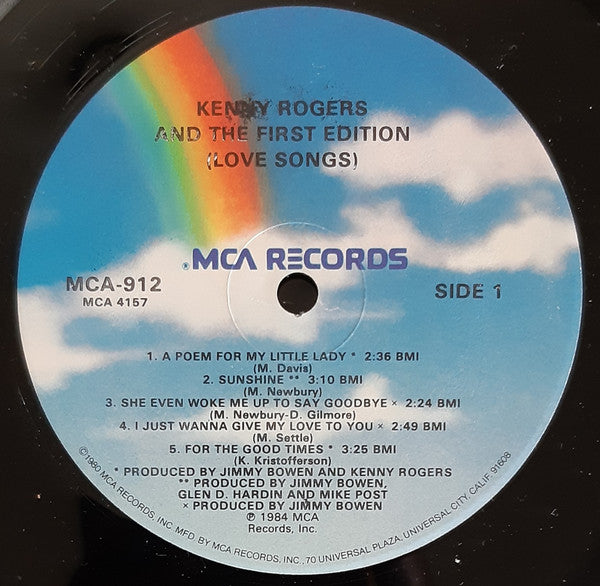 KENNY ROGERS
AND THE FIRST EDITION
(LOVE SONGS)
®MCA RECORDS
MCA-912
MCA 4157
SIDE 1
1. A POEM FOR MY LITTLE LADY * 2:36 BMI
(M. Davis)
2. SUNSHINE ** 3:10 BMI
(M. Newbury)
3. SHE EVEN WOKE ME UP TO SAY GOODBYE × 2:24 BMI
(M. Newbury-D. Gilmore)
4. I JUST WANNA GIVE MY LOVE TO YOU × 2:49 BMI
(M. Settle)
5. FOR THE GOOD TIMES * 3:25 BMI
(K. Kristofferson)
* PRODUCED BY JIMMY BOWEN AND KENNY ROGERS
** PRODUCED BY JIMMY BOWEN,
GLEN D. HARDIN AND MIKE POST
× PRODUCED BY JIMMY BOWEN
℗ 1984 MCA
Records, Inc.
©1980 MCA RECORDS, INC. MFD. BY MCA RECORDS, INC., 70 UNIVERSAL PLAZA, UNIVERSAL CITY, CALIF. 91608